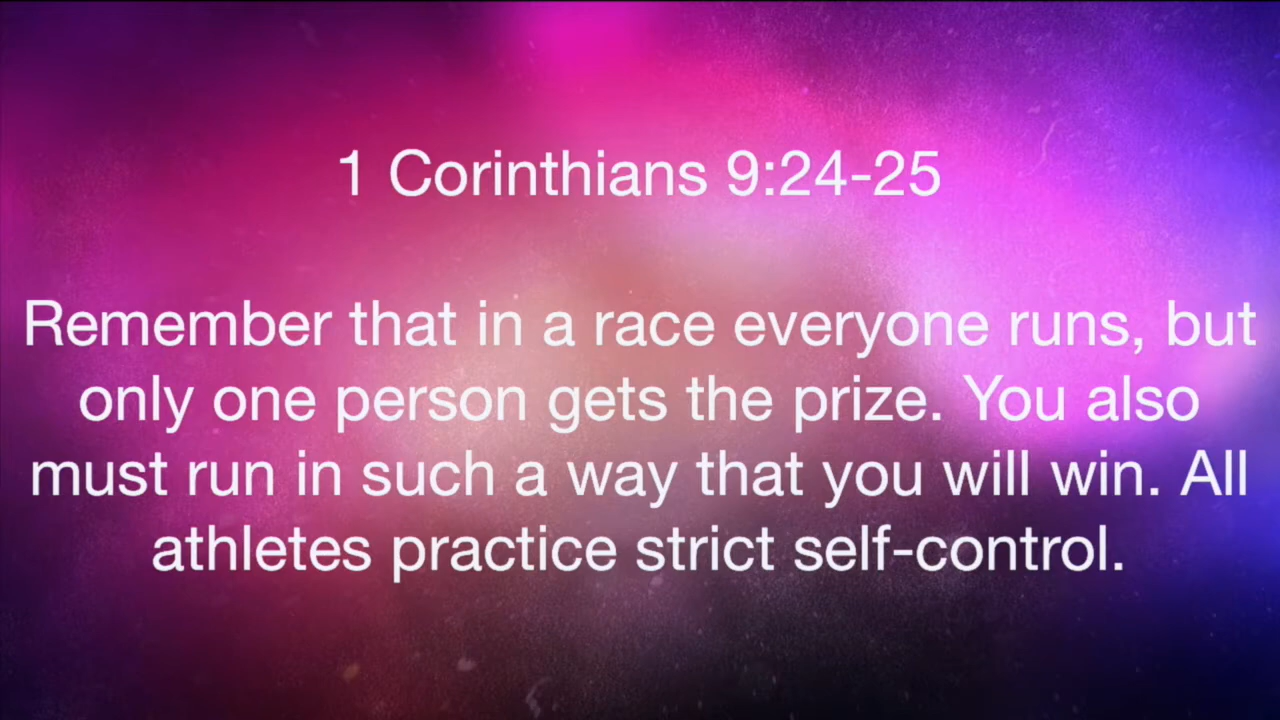 1 Corinthians 9:24-25
Remember that in a race everyone runs, but
only one person gets the prize. You also
must run in such a way that you will win. All
athletes practice strict self-control.